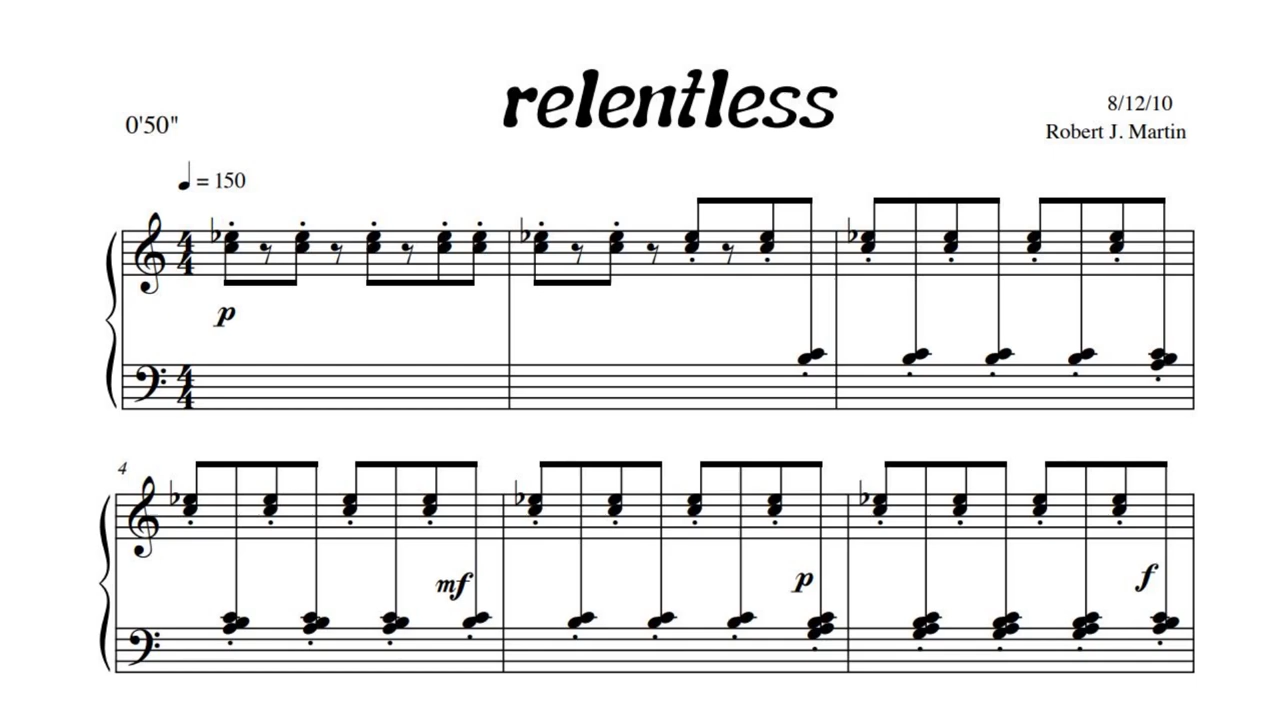 relentless
0'50"
8/12/10
Robert J. Martin
= 150
p
4
mf
p
f